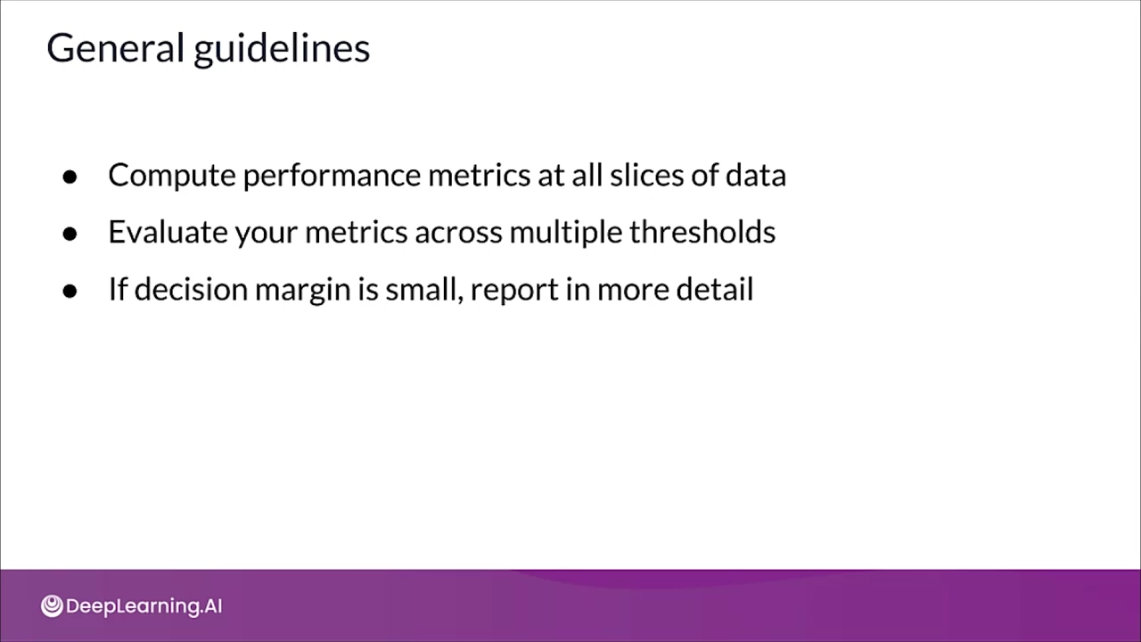 General guidelines
● Compute performance metrics at all slices of data
● Evaluate your metrics across multiple thresholds
● If decision margin is small, report in more detail
DeepLearning.AI